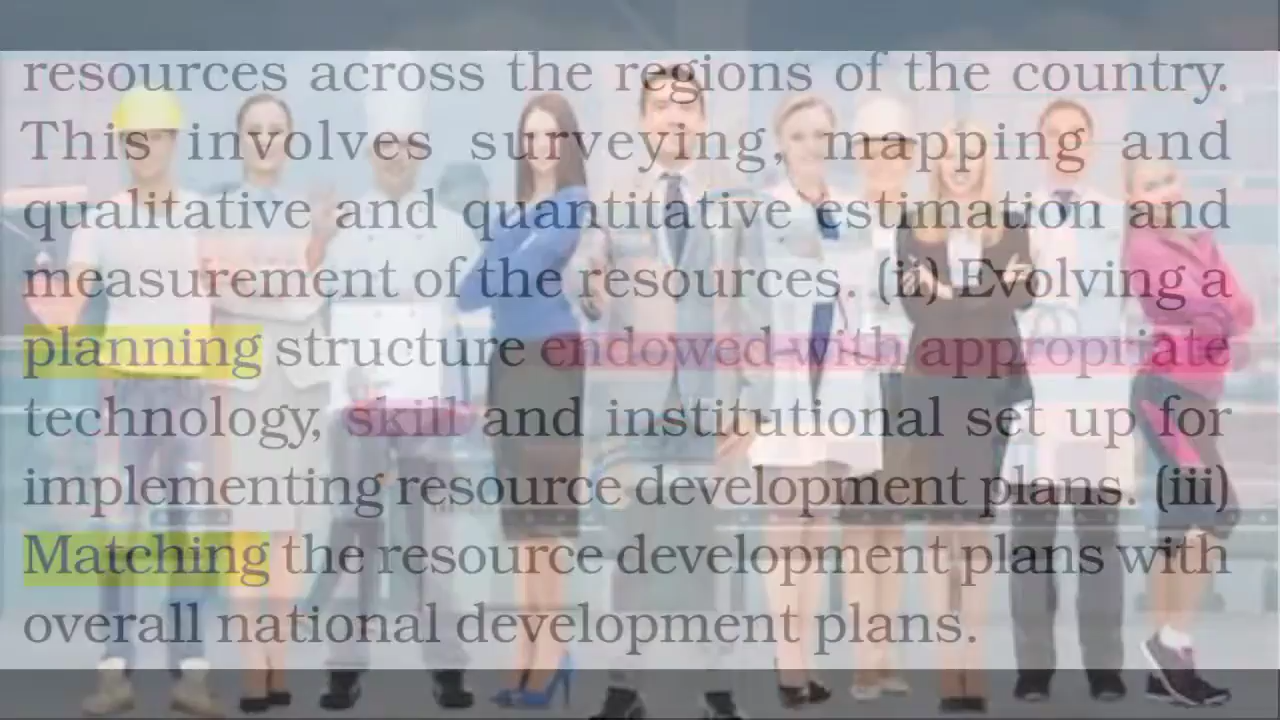 resources across the regions of the country.
This involves surveying, mapping and
qualitative and quantitative estimation and
measurement of the resources. (ii) Evolving a
planning structure endowed with appropriate
technology, skill and institutional set up for
implementing resource development plans. (iii)
Matching the resource development plans with
overall national development plans.